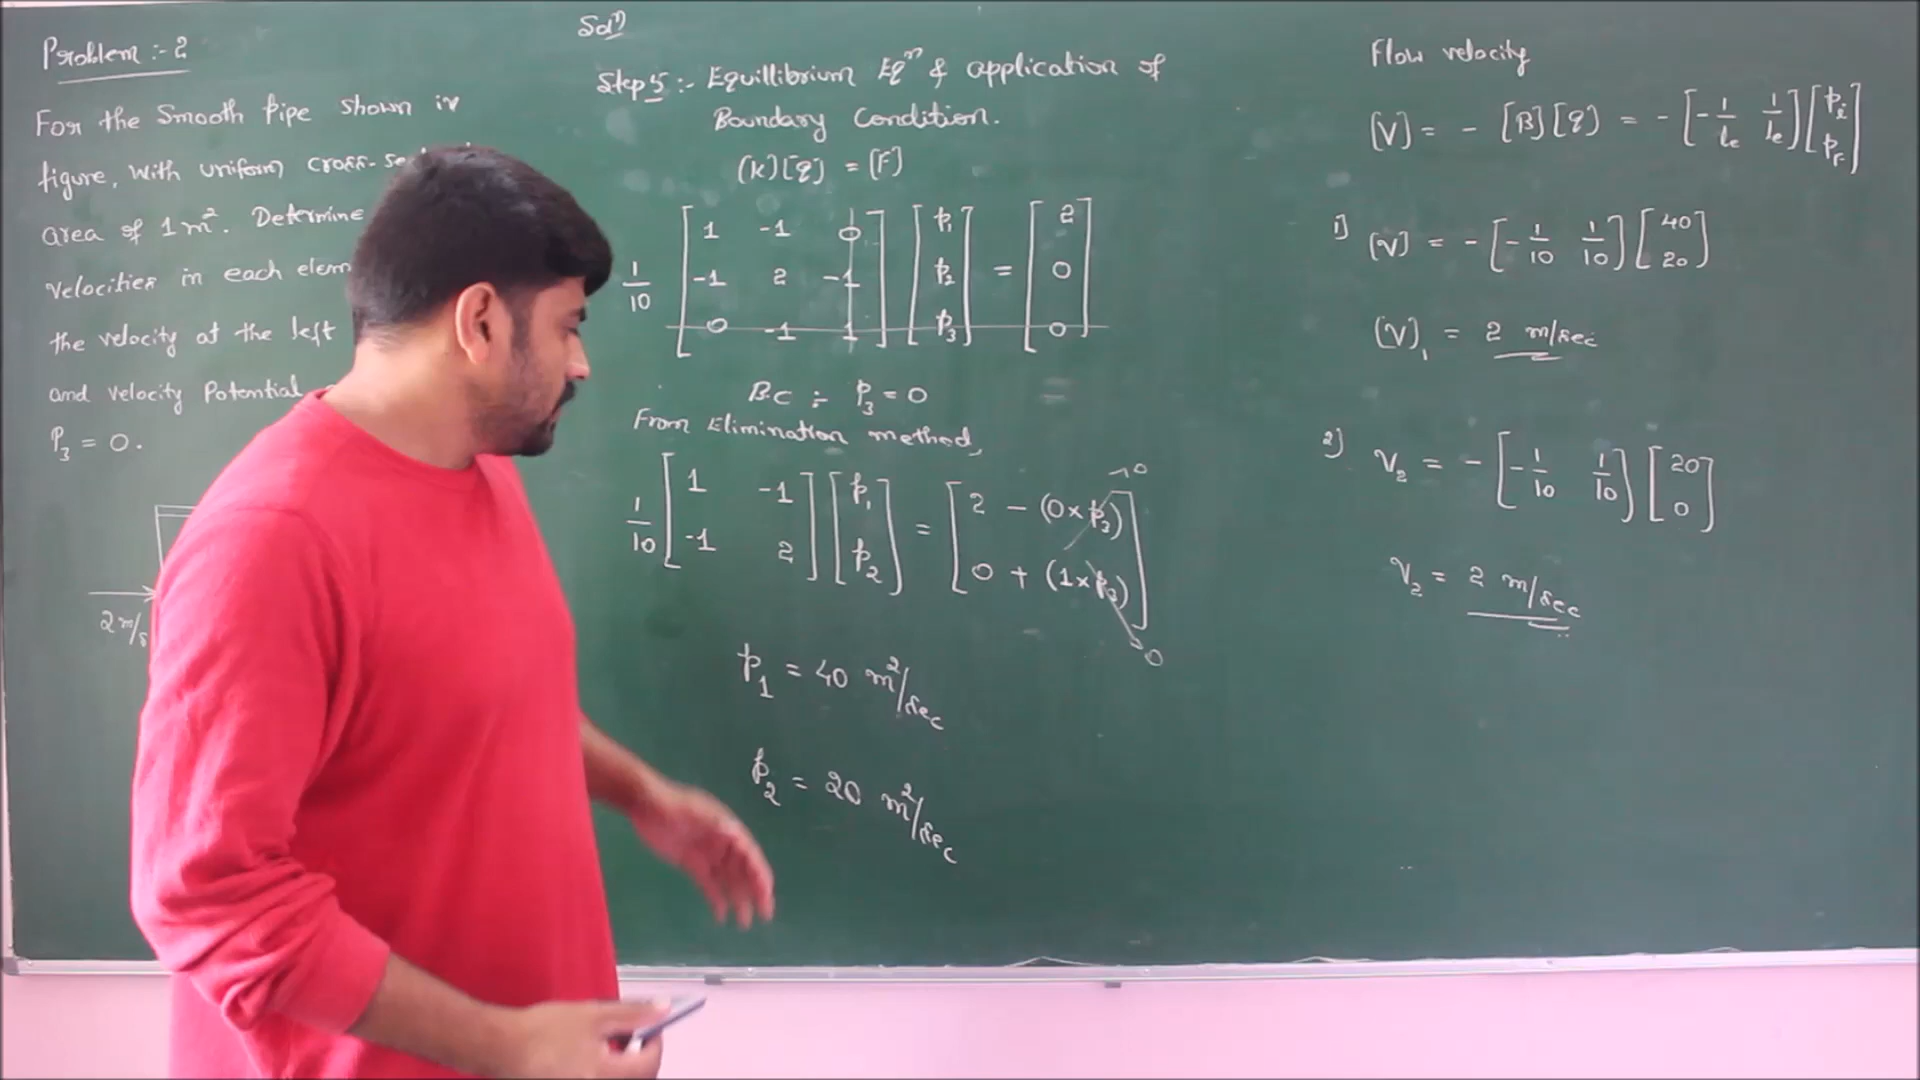 Problem :- 2
For the Smooth pipe shown in
figure, with uniform cross-
area of 1 m². Determine
velocities in each
the velocity at the left
and velocity Potential
P₃ = 0.
2 m/s
Solⁿ
Step 5 :- Equillibrium Eqⁿ & application of
Boundary Condition.
[K][q] = [F]
1/10 [1 -1 0; -1 2 -1; 0 -1 1] [p₁; p₂; p₃] = [2; 0; 0]
B.C :- P₃ = 0
From Elimination method,
1/10 [1 -1; -1 2] [p₁; p₂] = [2 - (0 × p₃); 0 + (1 × p₃)]
→0
→0
p₁ = 40 m²/sec
p₂ = 20 m²/sec
Flow velocity
[V] = - [B][q] = - [-1/le 1/le] [pᵢ; pᵣ]
1) [V] = - [-1/10 1/10] [40; 20]
[V]₁ = 2 m/sec
2) V₂ = - [-1/10 1/10] [20; 0]
V₂ = 2 m/sec